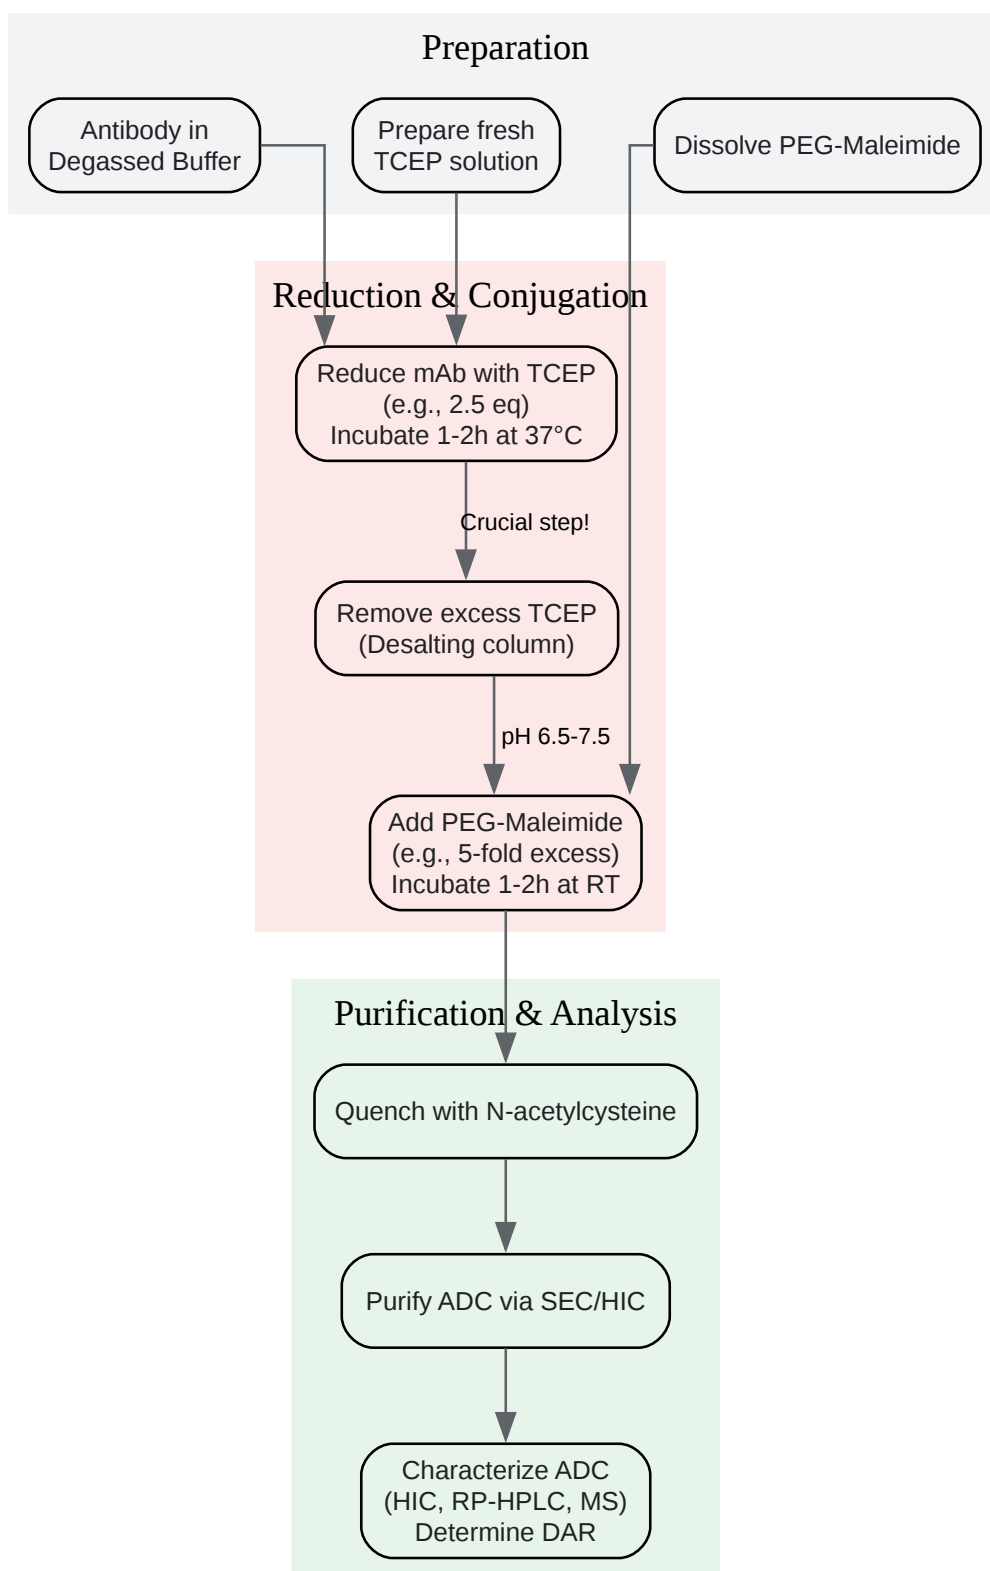 Preparation
Antibody in
Degassed Buffer
Prepare fresh
TCEP solution
Dissolve PEG-Maleimide
Reduction & Conjugation
Reduce mAb with TCEP
(e.g., 2.5 eq)
Incubate 1-2h at 37°C
Crucial step!
Remove excess TCEP
(Desalting column)
pH 6.5-7.5
Add PEG-Maleimide
(e.g., 5-fold excess)
Incubate 1-2h at RT
Purification & Analysis
Quench with N-acetylcysteine
Purify ADC via SEC/HIC
Characterize ADC
(HIC, RP-HPLC, MS)
Determine DAR